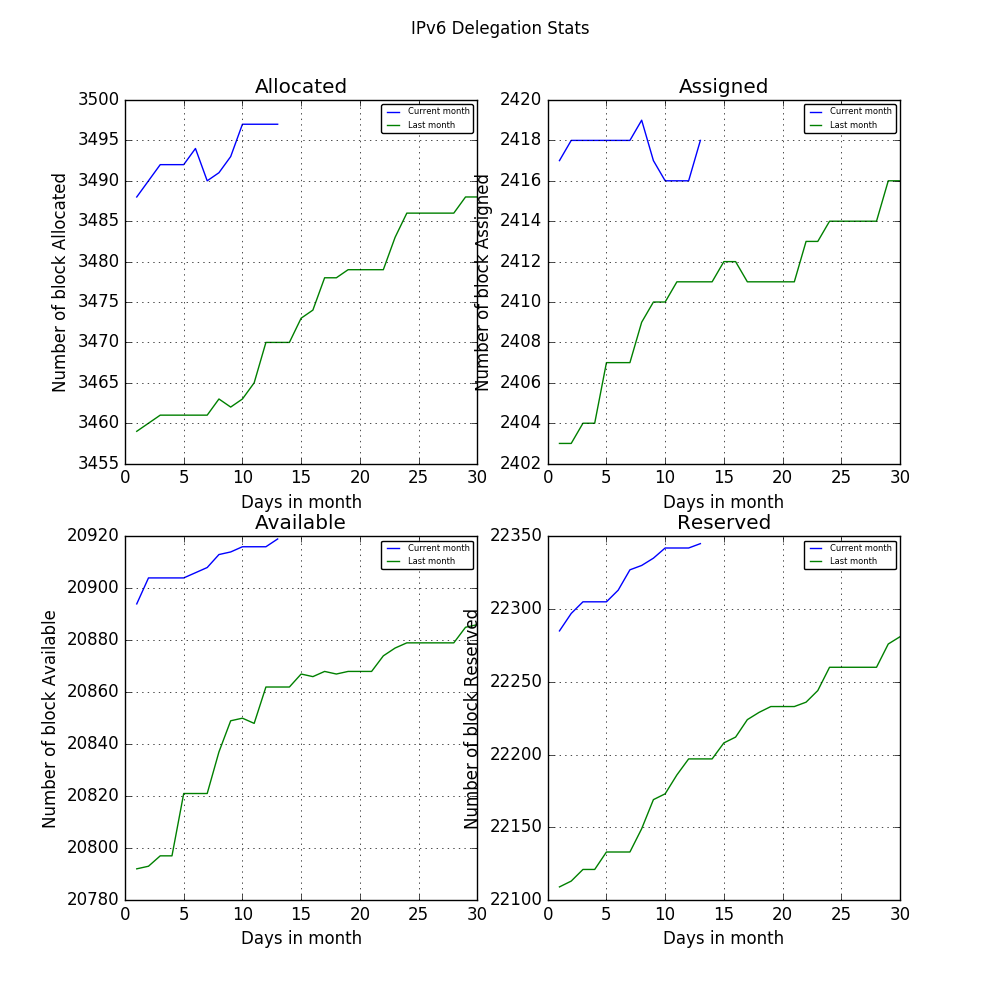 IPv6 Delegation Stats
Allocated
Number of block Allocated
3500
3495
3490
3485
3480
3475
3470
3465
3460
3455
0 5 10 15 20 25 30
Days in month
Current month
Last month
Assigned
Number of block Assigned
2420
2418
2416
2414
2412
2410
2408
2406
2404
2402
0 5 10 15 20 25 30
Days in month
Current month
Last month
Available
Number of block Available
20920
20900
20880
20860
20840
20820
20800
20780
0 5 10 15 20 25 30
Days in month
Current month
Last month
Reserved
Number of block Reserved
22350
22300
22250
22200
22150
22100
0 5 10 15 20 25 30
Days in month
Current month
Last month